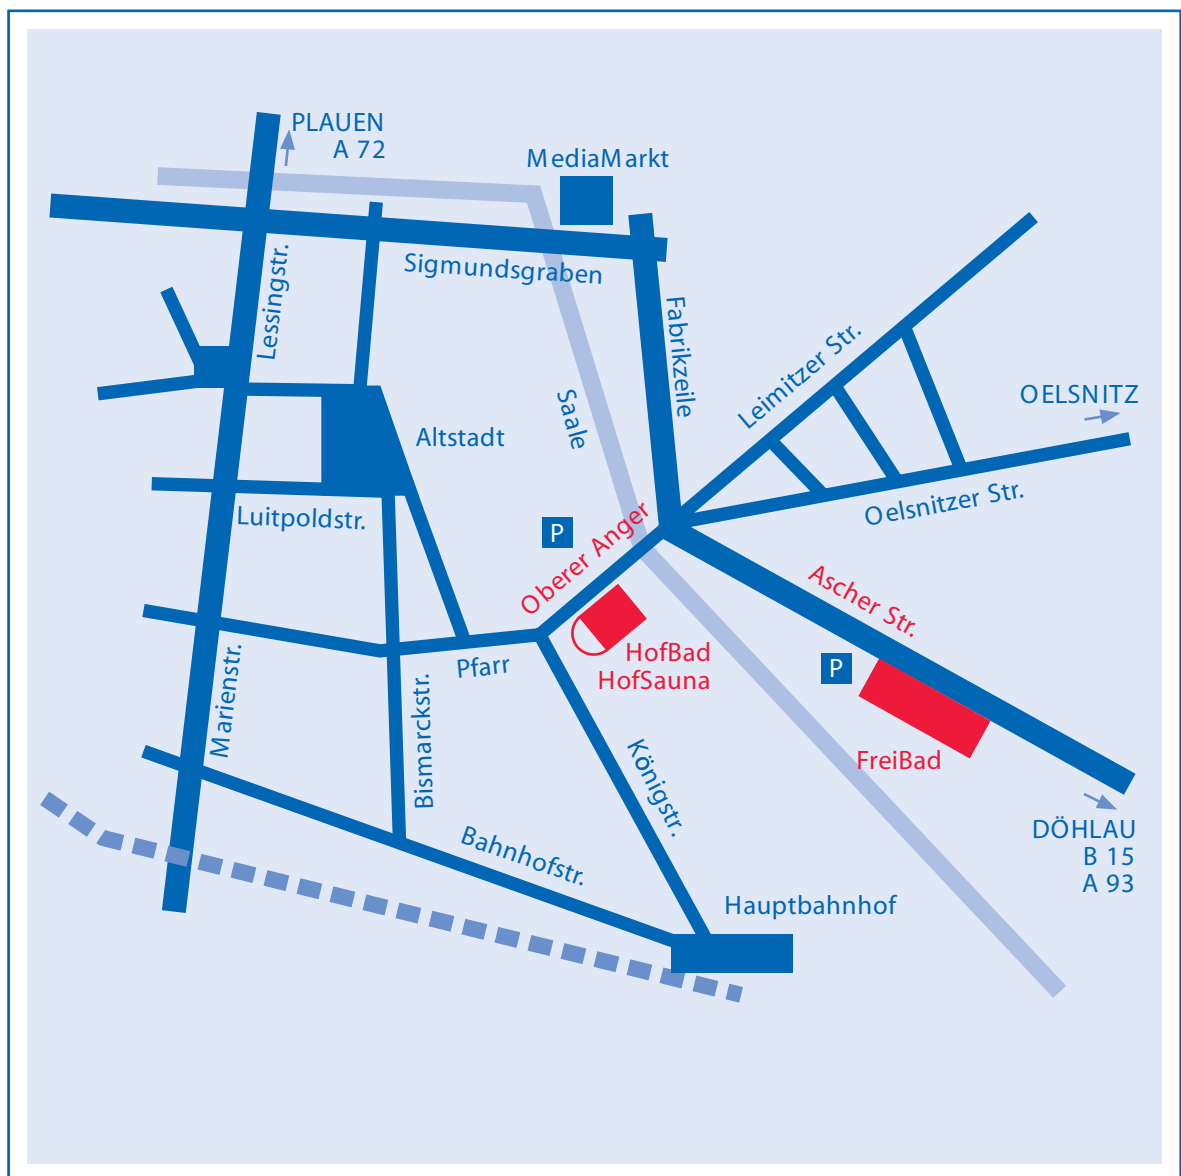 PLAUEN
A 72
MediaMarkt
Sigmundsgraben
Lessingstr.
Fabrikzeile
Leimitzer Str.
OELSNITZ
Saale
Altstadt
Oelsnitzer Str.
Luitpoldstr.
P
Oberer Anger
Ascher Str.
HofBad
HofSauna
P
Pfarr
Marienstr.
Bismarckstr.
Königstr.
FreiBad
DÖHLAU
B 15
A 93
Bahnhofstr.
Hauptbahnhof